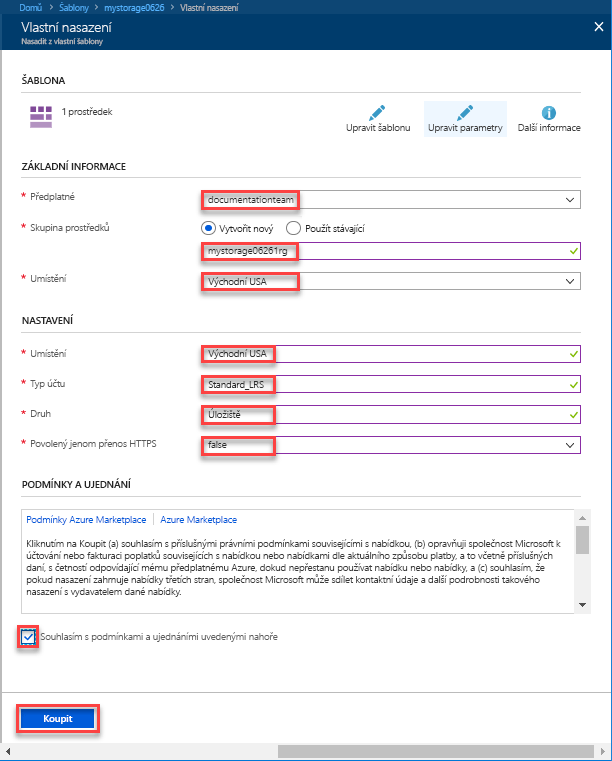 Domů > Šablony > mystorage0626 > Vlastní nasazení
Vlastní nasazení
Nasadit z vlastní šablony
ŠABLONA
1 prostředek
Upravit šablonu Upravit parametry Další informace
ZÁKLADNÍ INFORMACE
* Předplatné documentationteam
* Skupina prostředků Vytvořit nový Použít stávající
mystorage06261rg
* Umístění Východní USA
NASTAVENÍ
* Umístění Východní USA
* Typ účtu Standard_LRS
* Druh Úložiště
* Povolený jenom přenos HTTPS false
PODMÍNKY A UJEDNÁNÍ
Podmínky Azure Marketplace | Azure Marketplace
Kliknutím na Koupit (a) souhlasím s příslušnými právními podmínkami souvisejícími s nabídkou, (b) opravňuji společnost Microsoft k
účtování nebo fakturaci poplatků souvisejících s nabídkou nebo nabídkami dle aktuálního způsobu platby, a to včetně příslušných
daní, s četností odpovídající mému předplatnému Azure, dokud nepřestanu používat nabídku nebo nabídky, a (c) souhlasím, že
pokud nasazení zahrnuje nabídky třetích stran, společnost Microsoft může sdílet kontaktní údaje a další podrobnosti takového
nasazení s vydavatelem dané nabídky.
Souhlasím s podmínkami a ujednáními uvedenými nahoře
Koupit